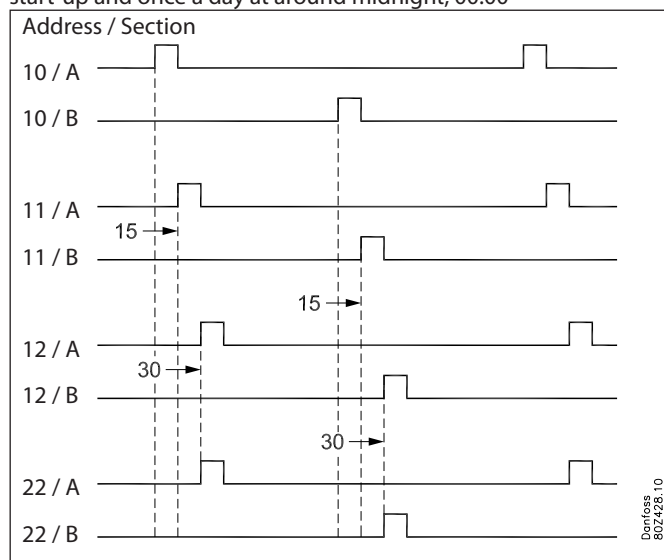 start-up and once a day at around midnight, 00:00
Address / Section
10 / A
10 / B
11 / A
15
11 / B
15
12 / A
30
12 / B
30
22 / A
22 / B
Danfoss
80Z428.10